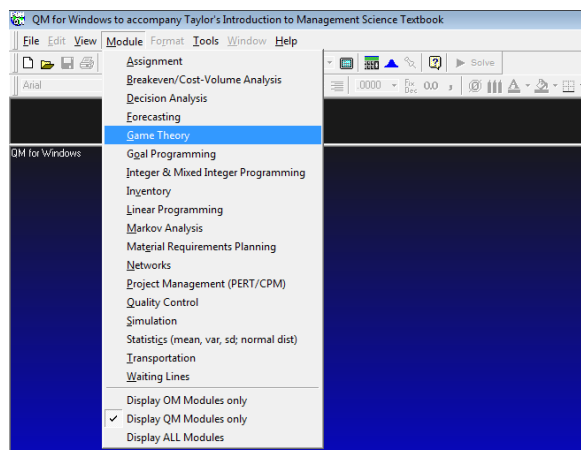 QM for Windows to accompany Taylor's Introduction to Management Science Textbook
File Edit View Module Format Tools Window Help
Solve
Arial
.0000 Fix Dec 0.0 ,
Assignment
Breakeven/Cost-Volume Analysis
Decision Analysis
Forecasting
Game Theory
QM for Windows
Goal Programming
Integer & Mixed Integer Programming
Inventory
Linear Programming
Markov Analysis
Material Requirements Planning
Networks
Project Management (PERT/CPM)
Quality Control
Simulation
Statistics (mean, var, sd; normal dist)
Transportation
Waiting Lines
Display OM Modules only
Display QM Modules only
Display ALL Modules